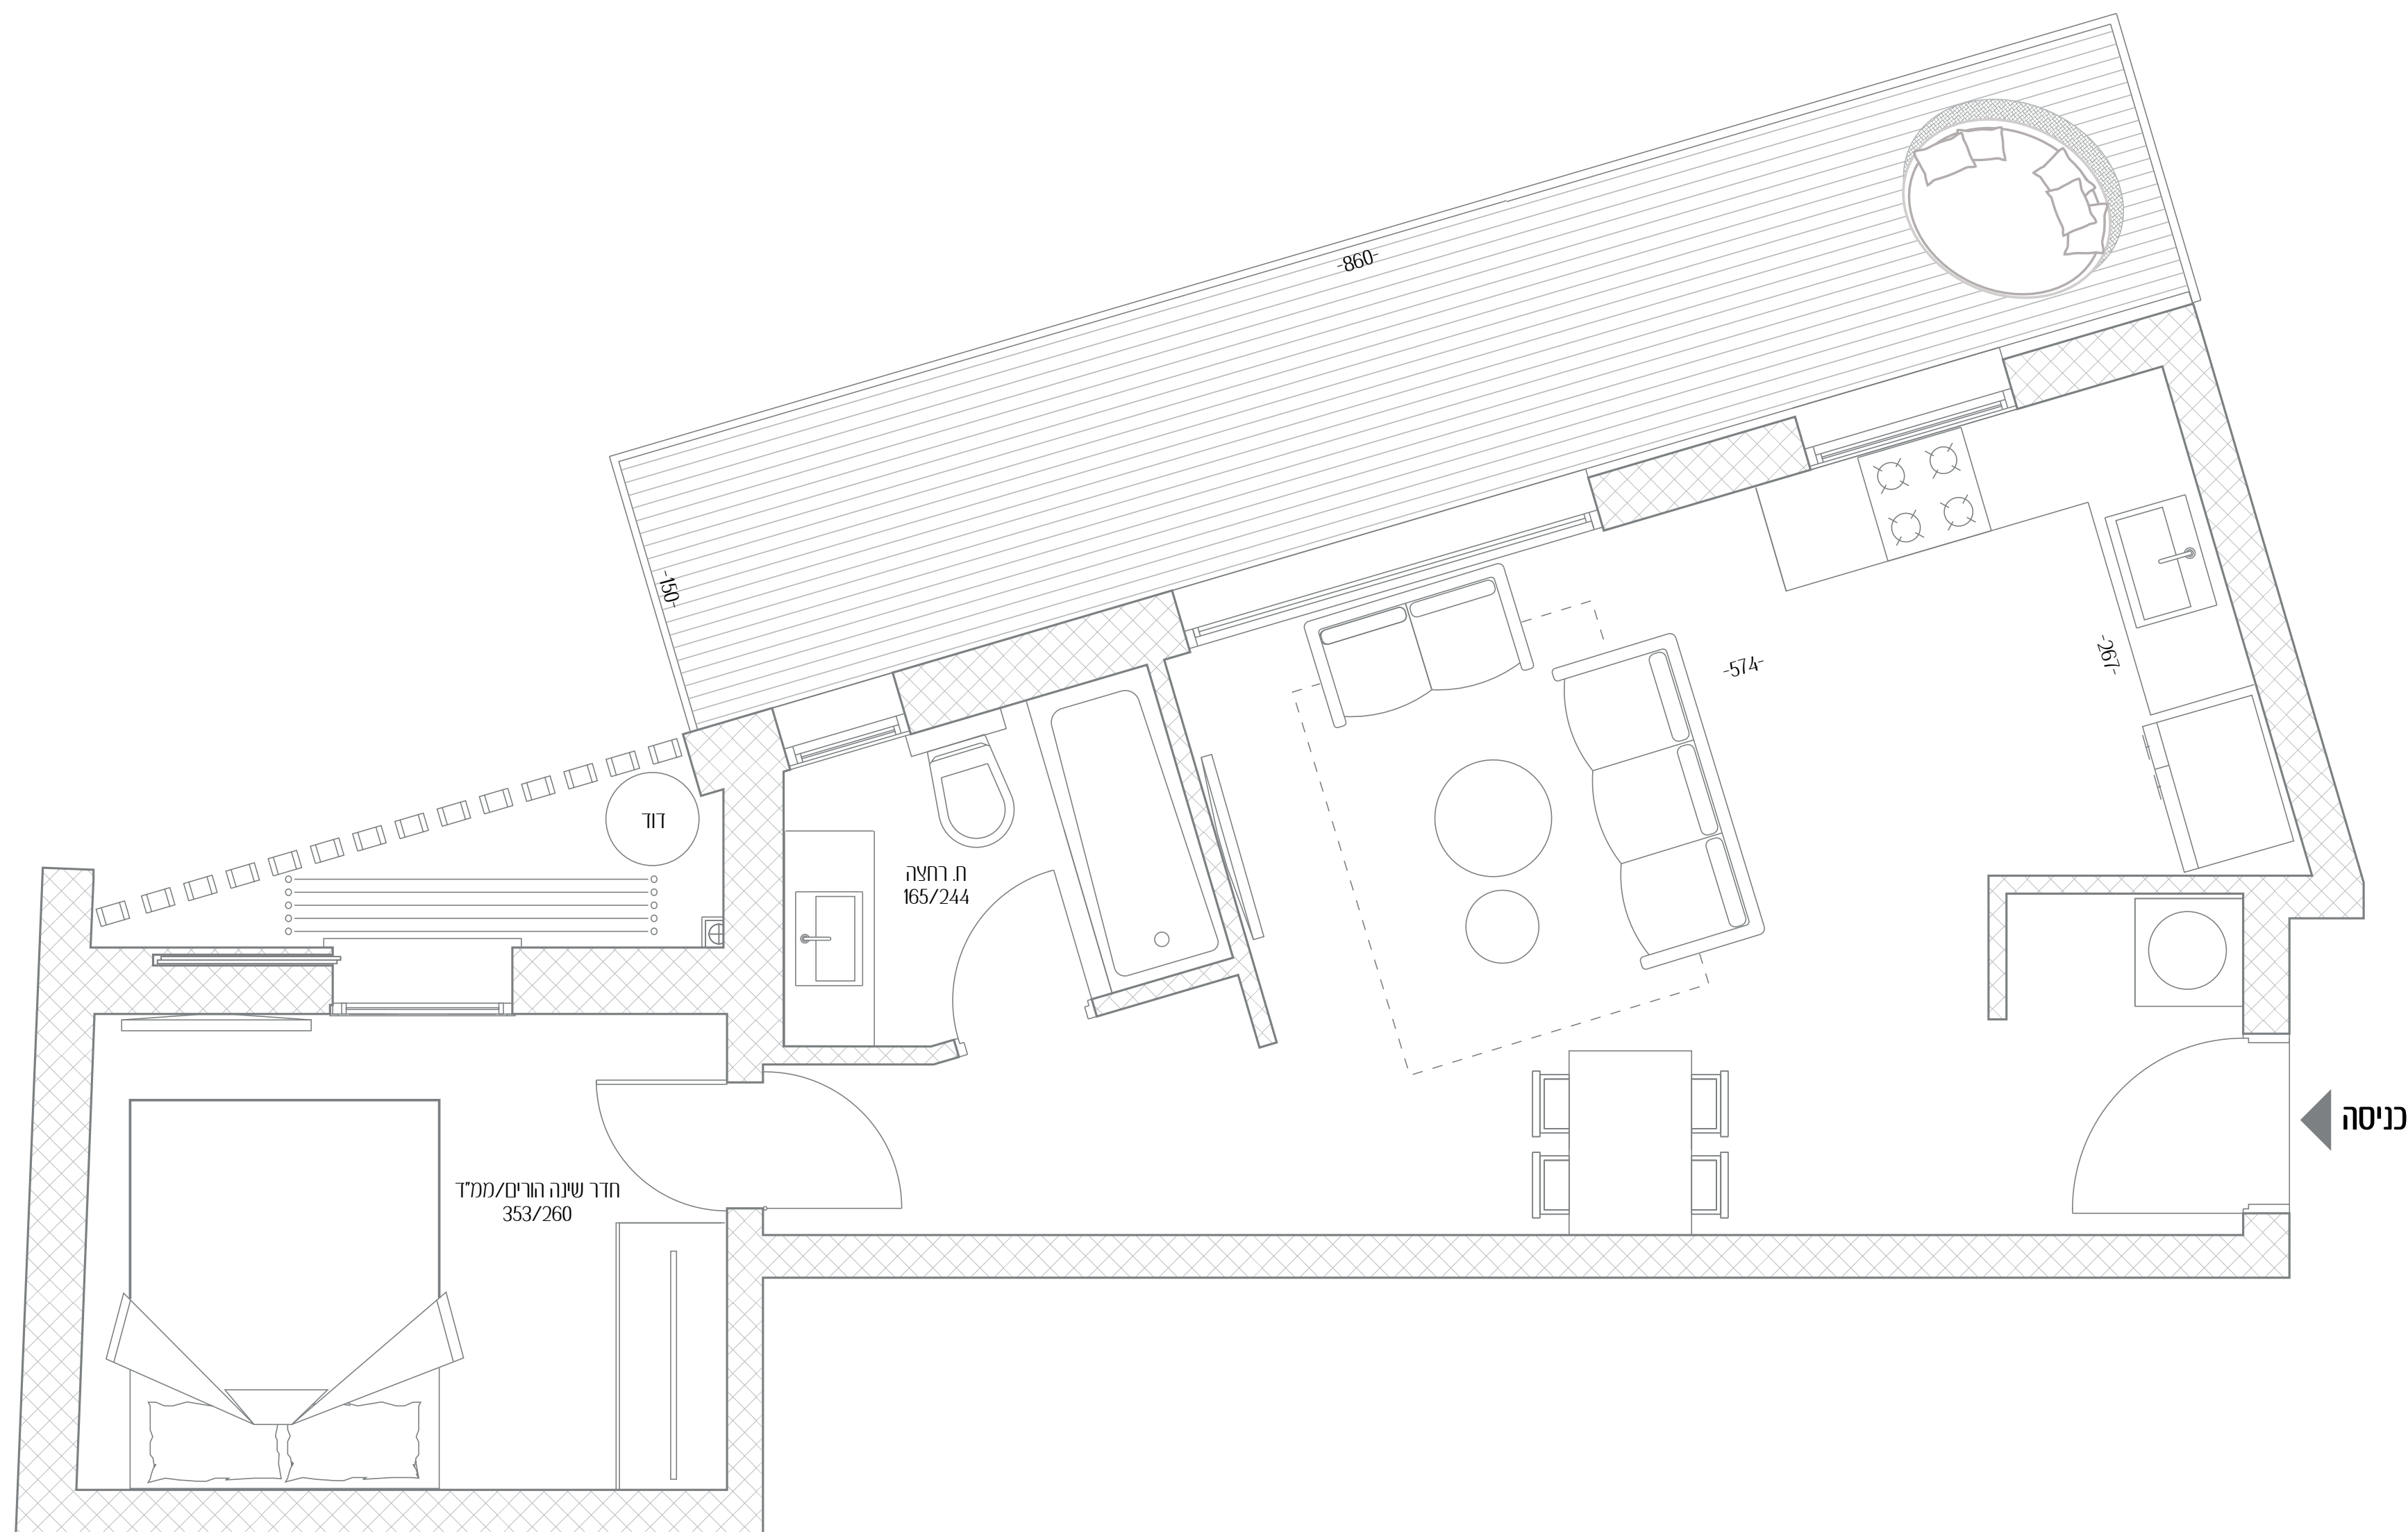 -860-
-150-
-574-
-267-
דוד
ח. רחצה
165/244
כניסה
חדר שינה הורים/ממ"ד
353/260